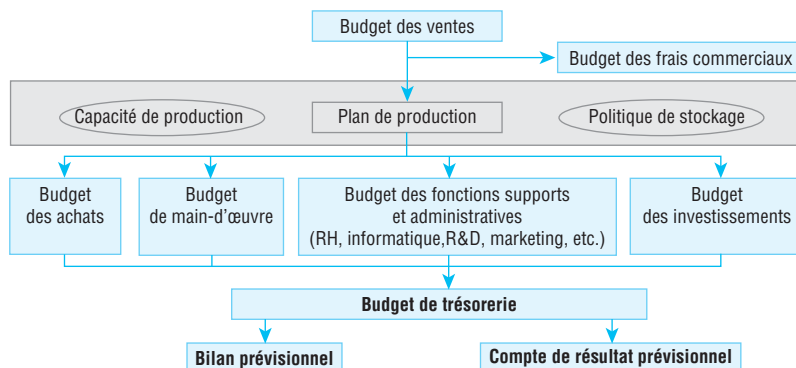 Budget des ventes
Budget des frais commerciaux
Capacité de production
Plan de production
Politique de stockage
Budget
des achats
Budget
de main-d'œuvre
Budget des fonctions supports
et administratives
(RH, informatique,R&D, marketing, etc.)
Budget
des investissements
Budget de trésorerie
Bilan prévisionnel
Compte de résultat prévisionnel